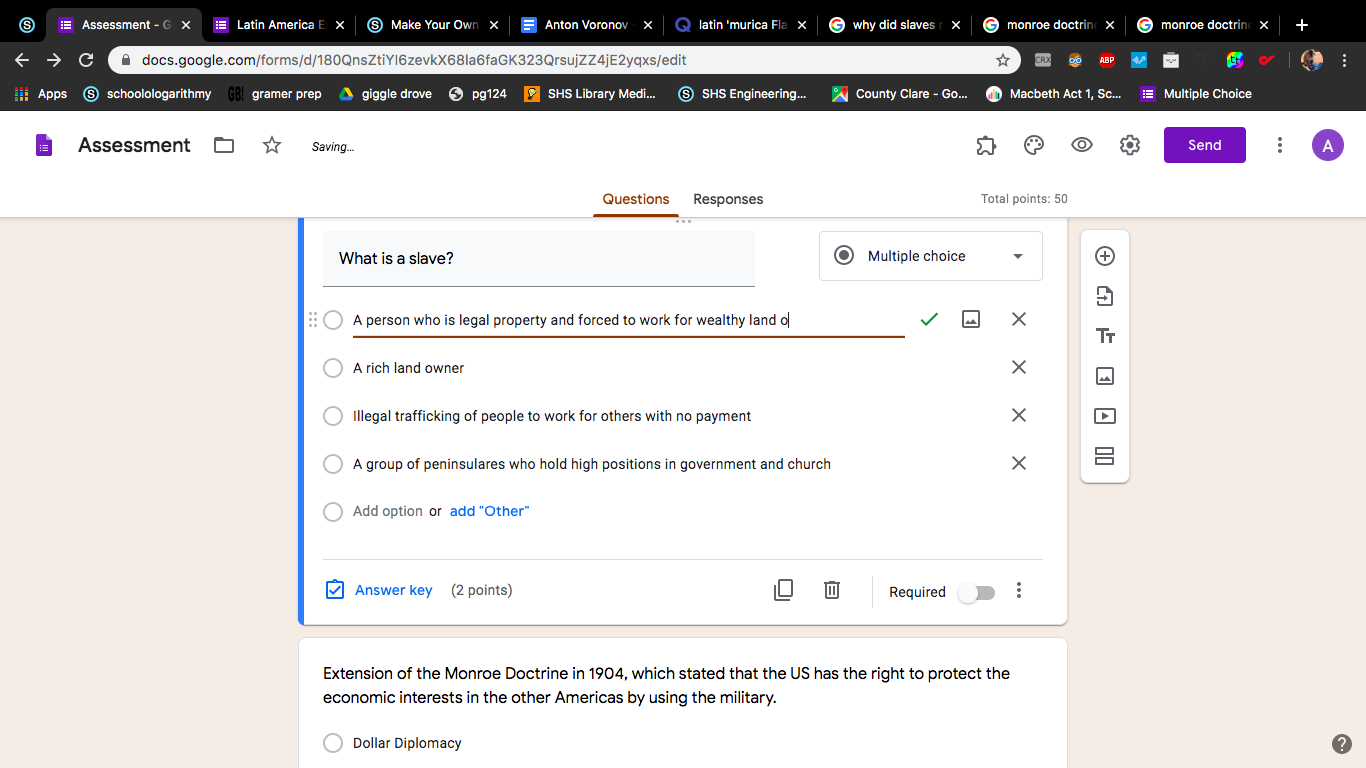 Assessment - G
Latin America E
Make Your Own
Anton Voronov -
latin 'murica Fla
why did slaves r
monroe doctrine
monroe doctrine
docs.google.com/forms/d/180QnsZtiYI6zevkX68Ia6faGK323QrsujZZ4jE2yqxs/edit
CRX
ABP
Apps
schoolologarithmy
GB!
gramer prep
giggle drove
pg124
SHS Library Medi...
SHS Engineering...
County Clare - Go...
Macbeth Act 1, Sc...
Multiple Choice
Assessment
Saving...
Send
A
Questions
Responses
Total points: 50
What is a slave?
Multiple choice
A person who is legal property and forced to work for wealthy land o
A rich land owner
Illegal trafficking of people to work for others with no payment
A group of peninsulares who hold high positions in government and church
Add option or add "Other"
Answer key (2 points)
Required
Extension of the Monroe Doctrine in 1904, which stated that the US has the right to protect the
economic interests in the other Americas by using the military.
Dollar Diplomacy